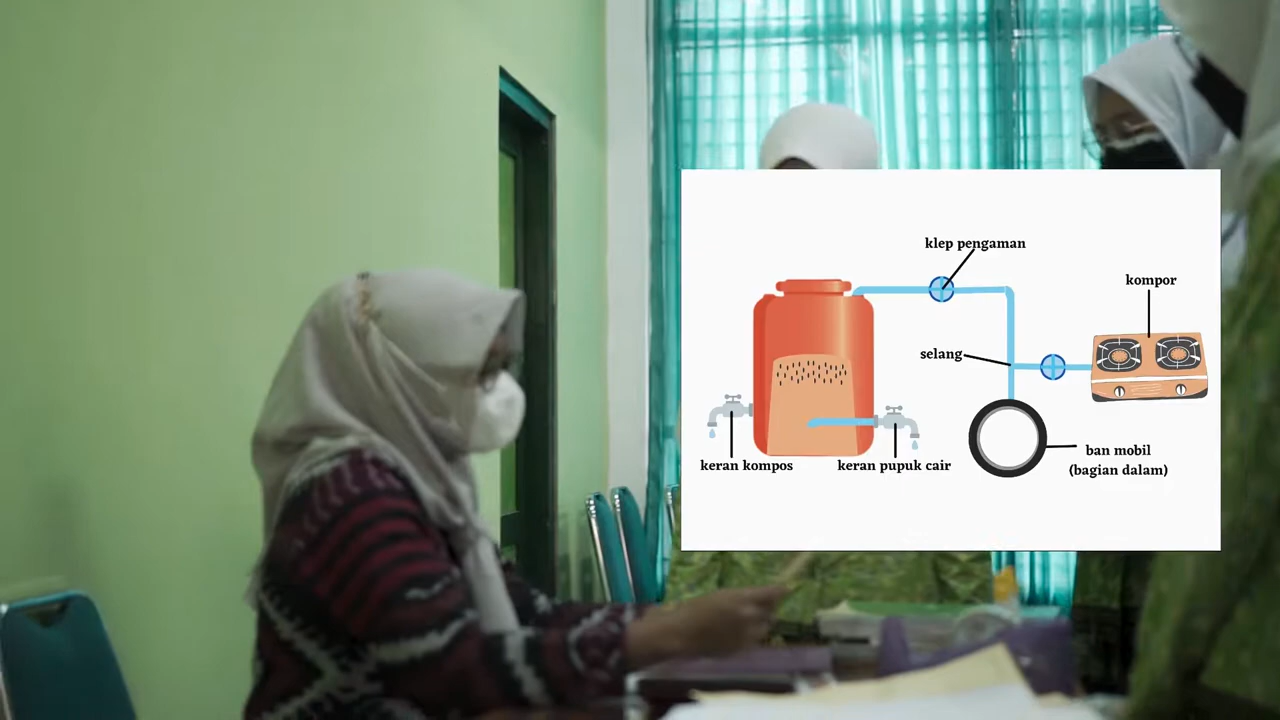 klep pengaman
kompor
selang
keran kompos
keran pupuk cair
ban mobil
(bagian dalam)